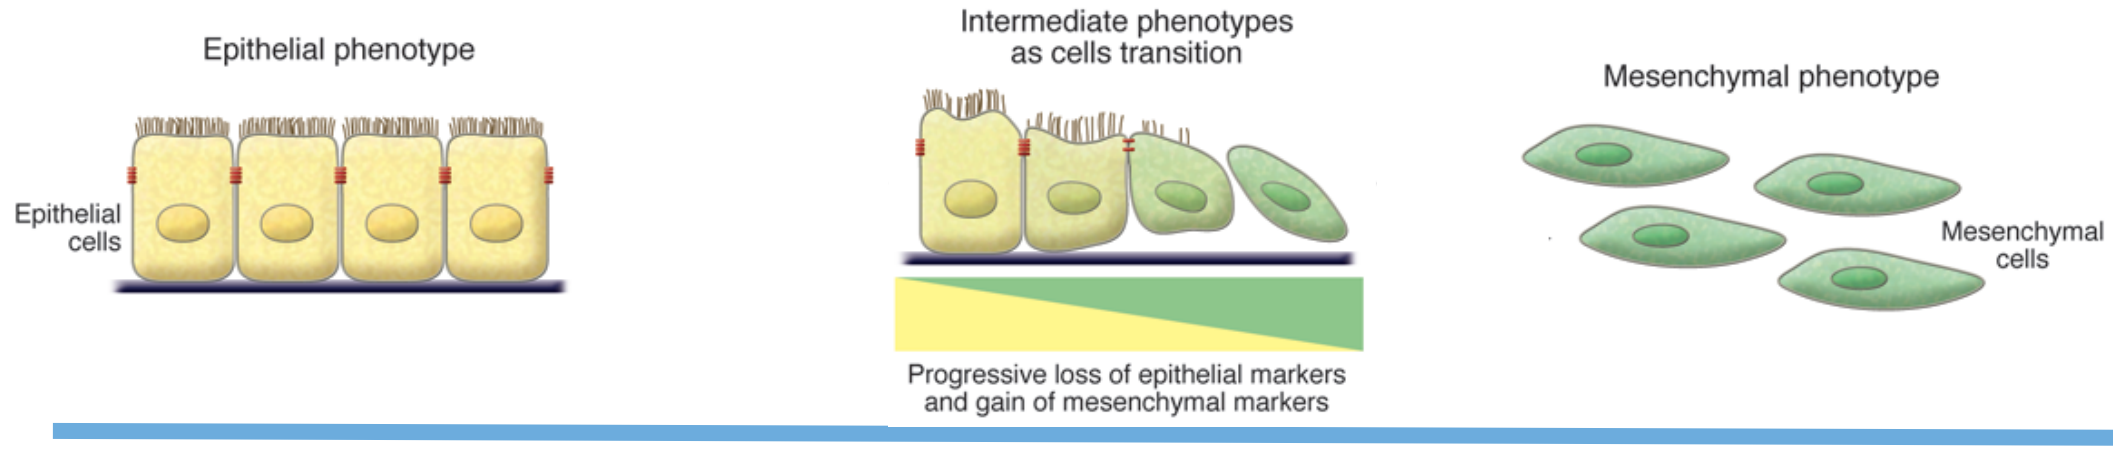 Epithelial phenotype
Epithelial
cells
Intermediate phenotypes
as cells transition
Progressive loss of epithelial markers
and gain of mesenchymal markers
Mesenchymal phenotype
Mesenchymal
cells